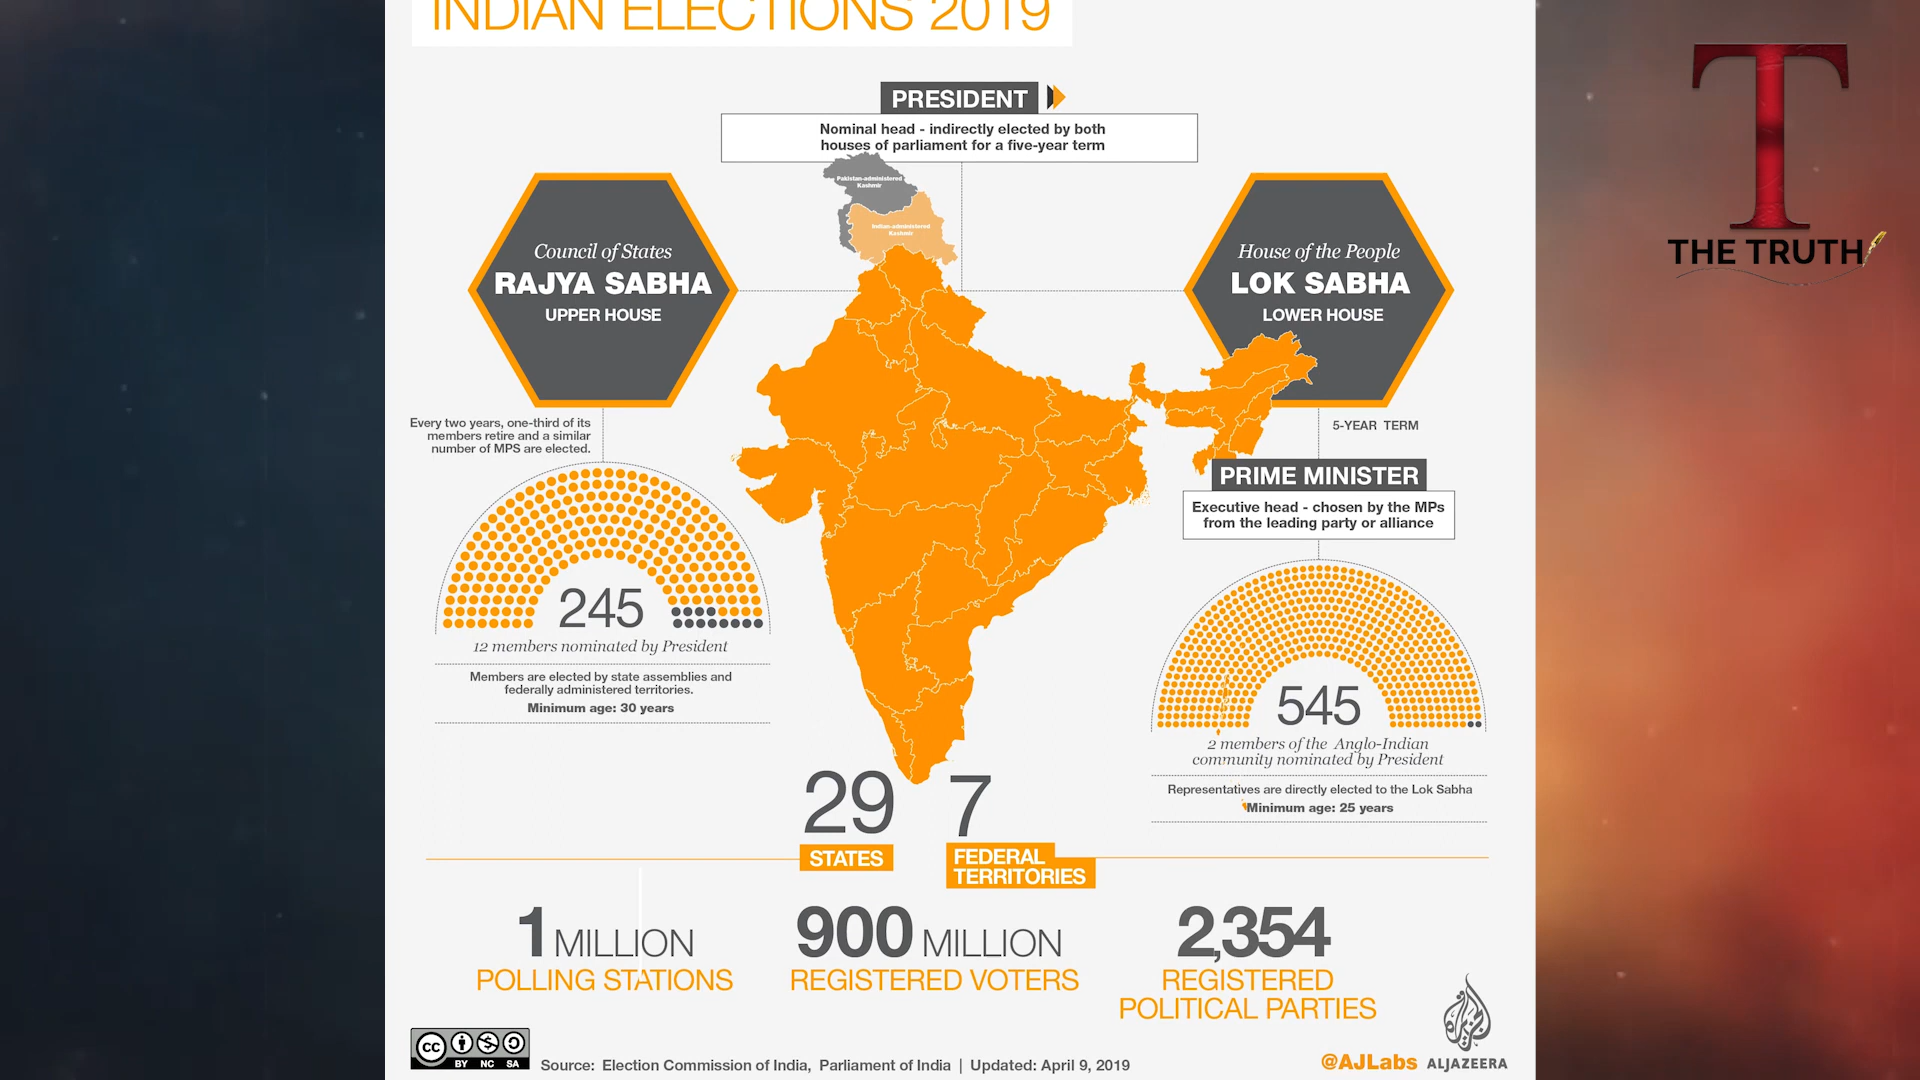 INDIAN ELECTIONS 2019
PRESIDENT
Nominal head - indirectly elected by both
houses of parliament for a five-year term
Pakistan-administered
Kashmir
Indian-administered
Kashmir
Council of States
RAJYA SABHA
UPPER HOUSE
House of the People
LOK SABHA
LOWER HOUSE
T
THE TRUTH
Every two years, one-third of its
members retire and a similar
number of MPS are elected.
5-YEAR TERM
PRIME MINISTER
Executive head - chosen by the MPs
from the leading party or alliance
245
12 members nominated by President
Members are elected by state assemblies and
federally administered territories.
Minimum age: 30 years
545
2 members of the Anglo-Indian
community nominated by President
Representatives are directly elected to the Lok Sabha
Minimum age: 25 years
29
STATES
7
FEDERAL
TERRITORIES
1 MILLION
POLLING STATIONS
900 MILLION
REGISTERED VOTERS
2,354
REGISTERED
POLITICAL PARTIES
cc
BY NC SA
Source: Election Commission of India, Parliament of India | Updated: April 9, 2019
@AJLabs
ALJAZEERA